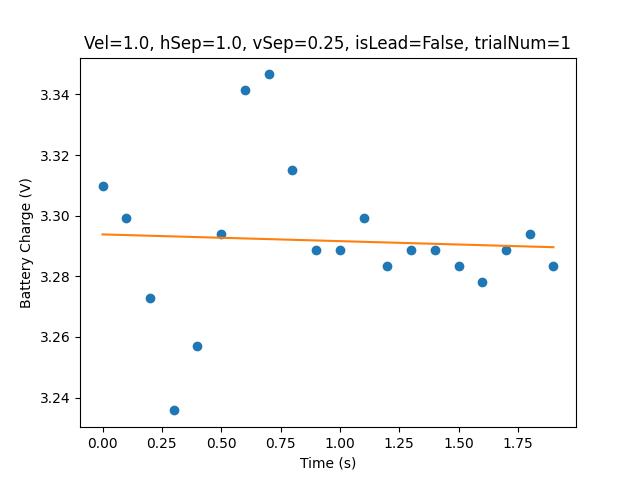 Vel=1.0, hSep=1.0, vSep=0.25, isLead=False, trialNum=1
3.34
3.32
3.30
3.28
3.26
3.24
Battery Charge (V)
0.00 0.25 0.50 0.75 1.00 1.25 1.50 1.75
Time (s)